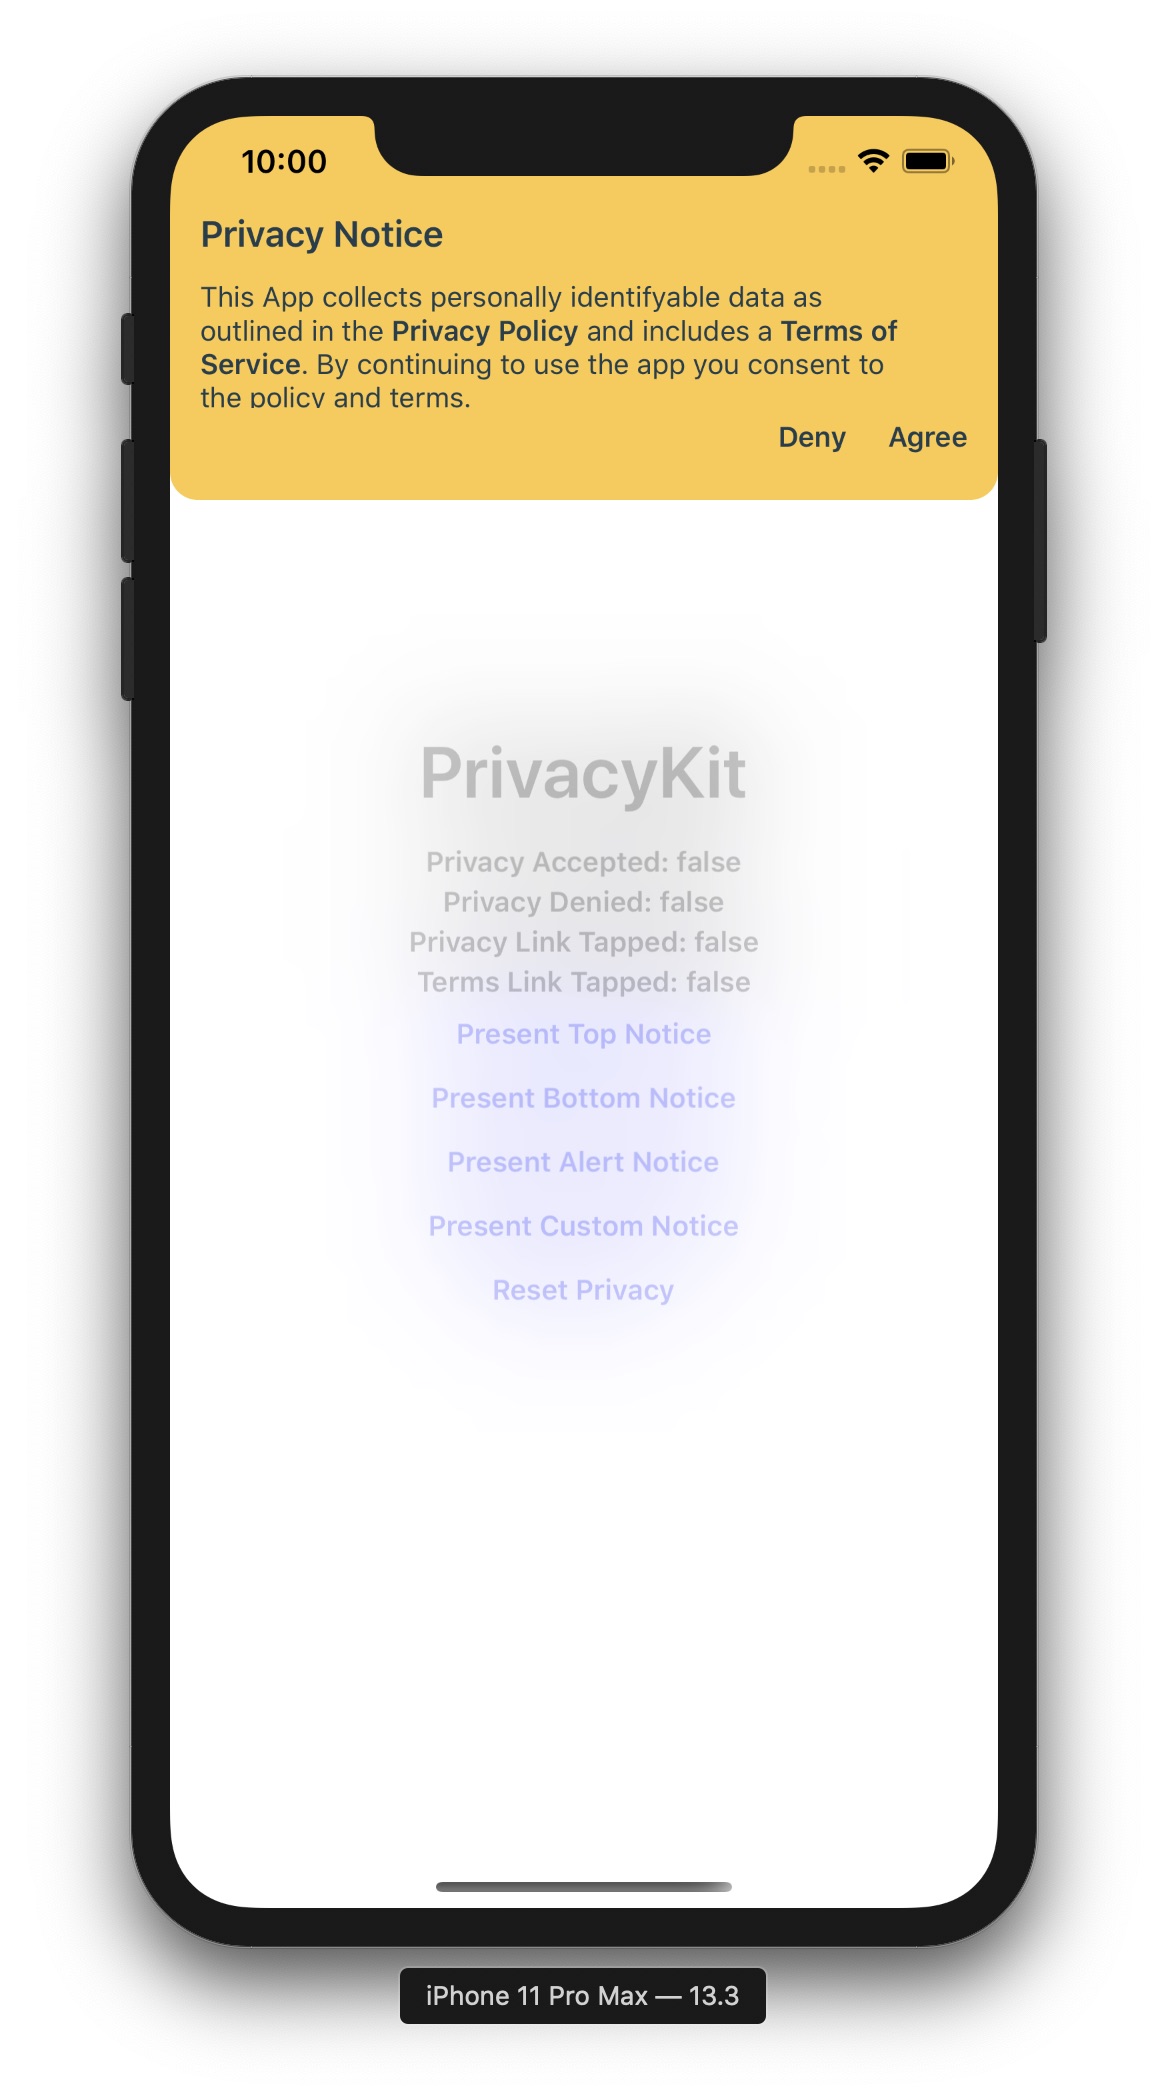 10:00
Privacy Notice
This App collects personally identifyable data as
outlined in the Privacy Policy and includes a Terms of
Service. By continuing to use the app you consent to
the policy and terms.
Deny Agree
PrivacyKit
Privacy Accepted: false
Privacy Denied: false
Privacy Link Tapped: false
Terms Link Tapped: false
Present Top Notice
Present Bottom Notice
Present Alert Notice
Present Custom Notice
Reset Privacy
iPhone 11 Pro Max — 13.3